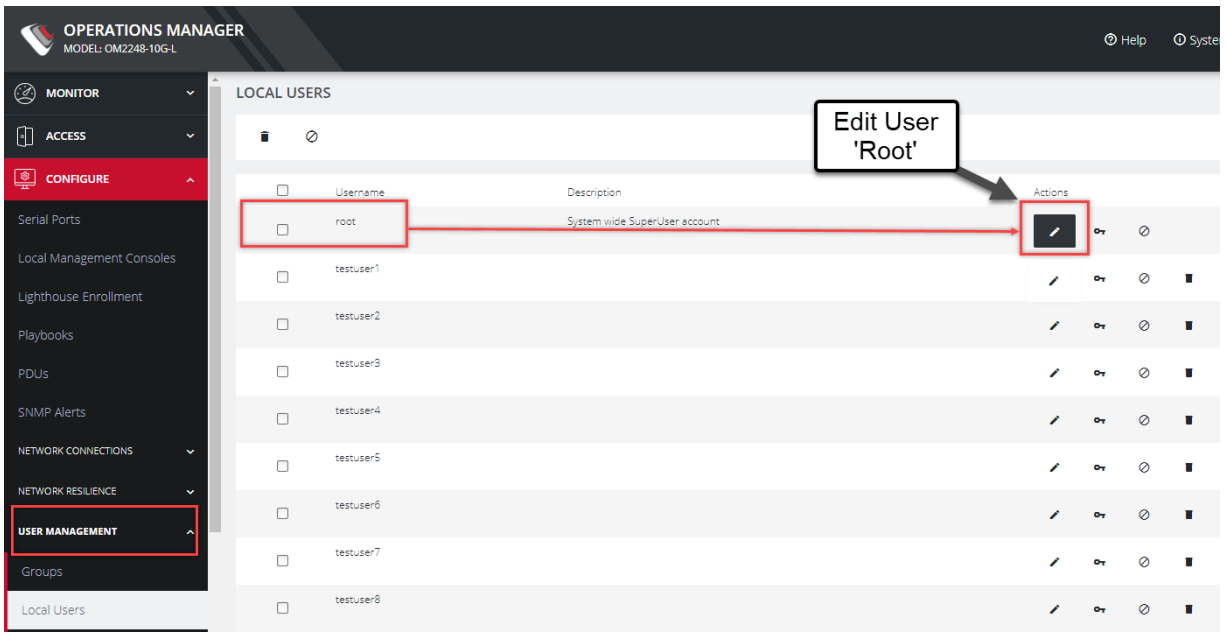 OPERATIONS MANAGER
MODEL: OM2248-10G-L
Help
MONITOR
ACCESS
CONFIGURE
Serial Ports
Local Management Consoles
Lighthouse Enrollment
Playbooks
PDUs
SNMP Alerts
NETWORK CONNECTIONS
NETWORK RESILIENCE
USER MANAGEMENT
Groups
Local Users
LOCAL USERS
Edit User
'Root'
Username Description Actions
root System wide SuperUser account
testuser1
testuser2
testuser3
testuser4
testuser5
testuser6
testuser7
testuser8